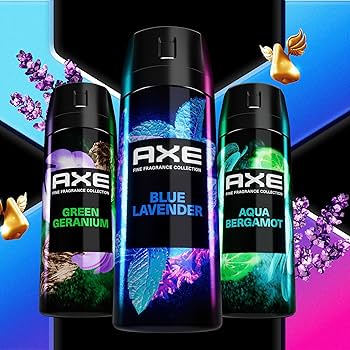 AXE
FINE FRAGRANCE COLLECTION
GREEN
GERANIUM
AXE
FINE FRAGRANCE COLLECTION
BLUE
LAVENDER
AXE
FINE FRAGRANCE COLLECTION
AQUA
BERGAMOT